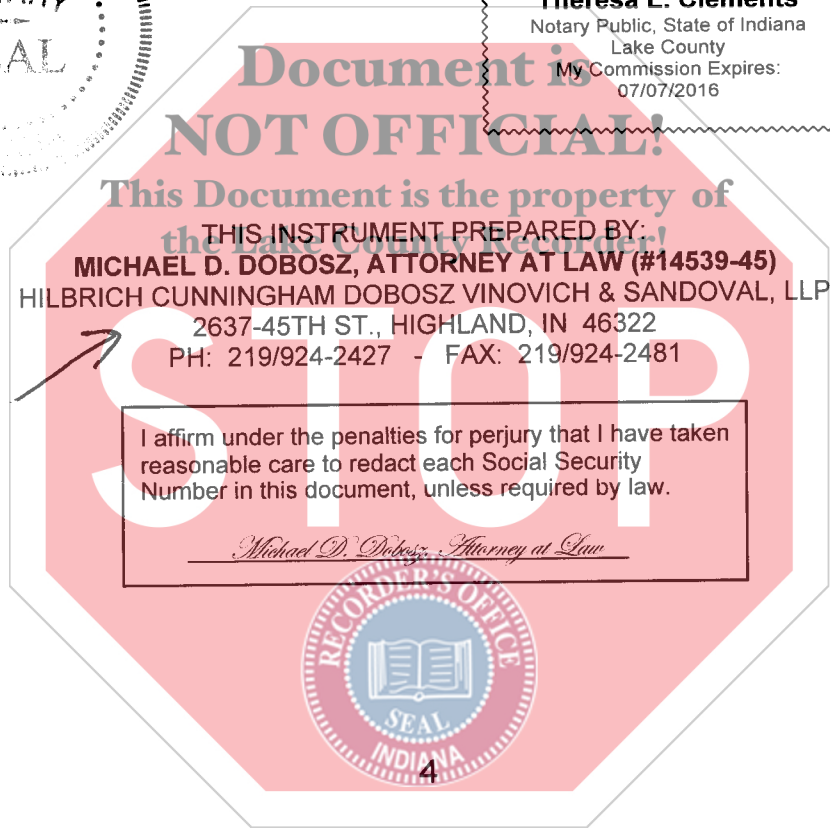 AL
Theresa E. Clements
Notary Public, State of Indiana
Lake County
My Commission Expires:
07/07/2016
Document is
NOT OFFICIAL!
This Document is the property of
the Lake County Recorder!
THIS INSTRUMENT PREPARED BY:
MICHAEL D. DOBOSZ, ATTORNEY AT LAW (#14539-45)
HILBRICH CUNNINGHAM DOBOSZ VINOVICH & SANDOVAL, LLP
2637-45TH ST., HIGHLAND, IN 46322
PH: 219/924-2427 - FAX: 219/924-2481
STOP
I affirm under the penalties for perjury that I have taken
reasonable care to redact each Social Security
Number in this document, unless required by law.
Michael D. Dobosz, Attorney at Law
RECORDER'S OFFICE
SEAL
INDIANA
4